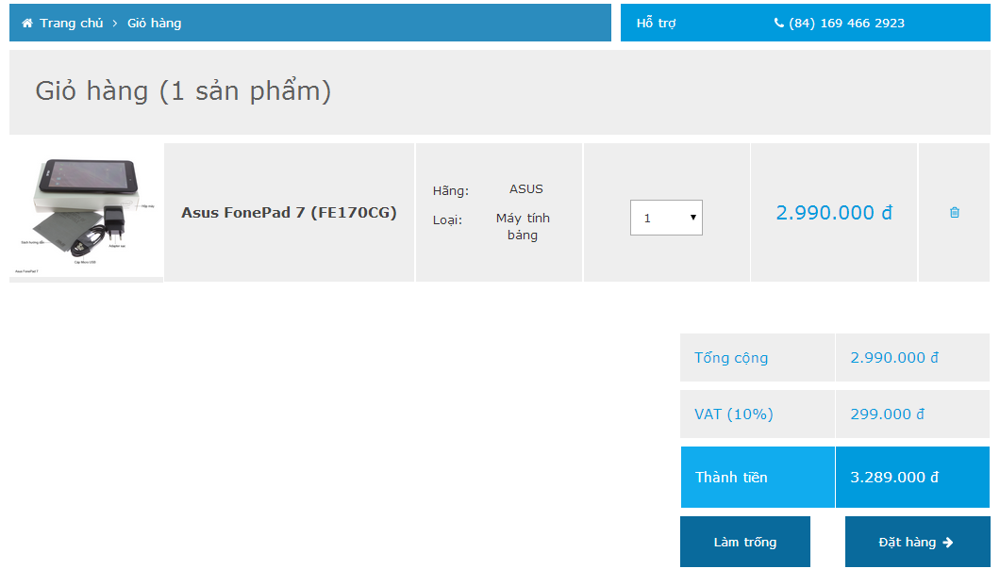 Trang chủ > Giỏ hàng
Hỗ trợ (84) 169 466 2923
Giỏ hàng (1 sản phẩm)
Hộp máy
Sách hướng dẫn
Adapter sạc
Cáp Micro USB
Asus FonePad 7
Asus FonePad 7 (FE170CG)
Hãng: ASUS
Loại: Máy tính
bảng
1
2.990.000 đ
Tổng cộng 2.990.000 đ
VAT (10%) 299.000 đ
Thành tiền 3.289.000 đ
Làm trống
Đặt hàng